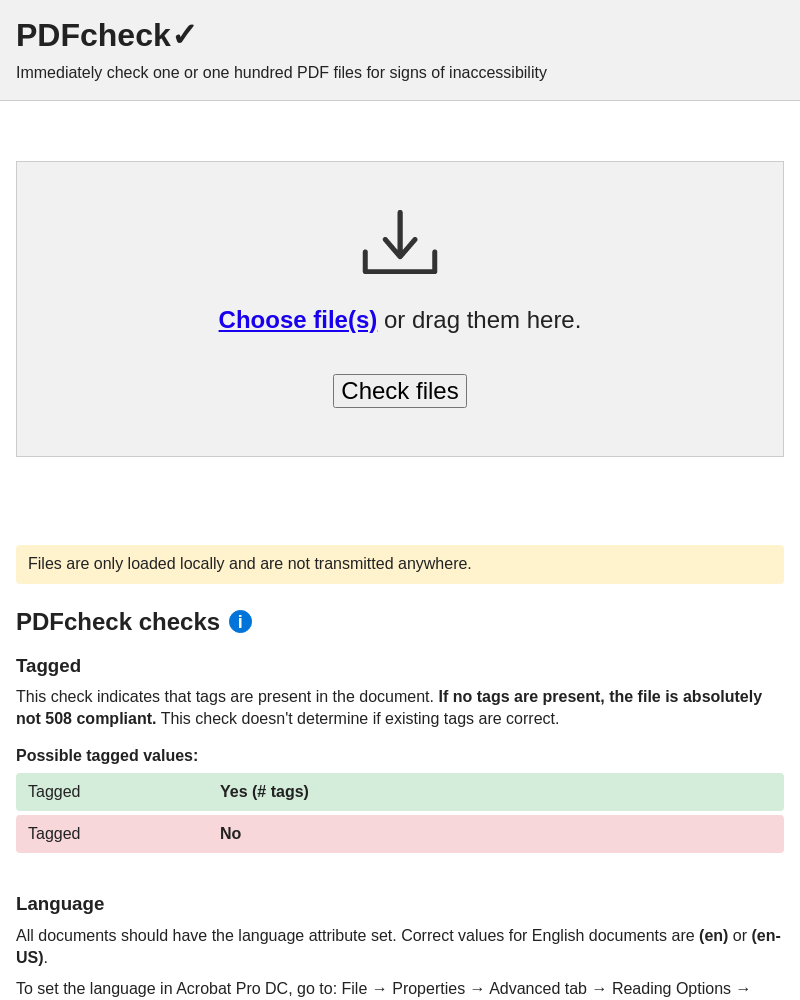 PDFcheck✓
Immediately check one or one hundred PDF files for signs of inaccessibility
Choose file(s) or drag them here.
Check files
Files are only loaded locally and are not transmitted anywhere.
PDFcheck checks i
Tagged
This check indicates that tags are present in the document. If no tags are present, the file is absolutely
not 508 compliant. This check doesn't determine if existing tags are correct.
Possible tagged values:
Tagged Yes (# tags)
Tagged No
Language
All documents should have the language attribute set. Correct values for English documents are (en) or (en-
US).
To set the language in Acrobat Pro DC, go to: File → Properties → Advanced tab → Reading Options →